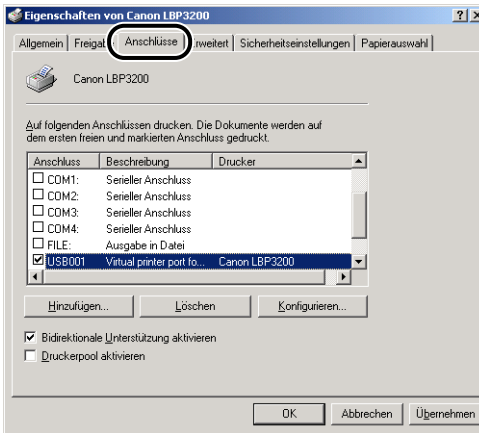 Eigenschaften von Canon LBP3200
Allgemein Freigabe Anschlüsse Erweitert Sicherheitseinstellungen Papierauswahl
Canon LBP3200
Auf folgenden Anschlüssen drucken. Die Dokumente werden auf
dem ersten freien und markierten Anschluss gedruckt.
Anschluss Beschreibung Drucker
COM1: Serieller Anschluss
COM2: Serieller Anschluss
COM3: Serieller Anschluss
COM4: Serieller Anschluss
FILE: Ausgabe in Datei
USB001 Virtual printer port fo... Canon LBP3200
Hinzufügen... Löschen Konfigurieren...
Bidirektionale Unterstützung aktivieren
Druckerpool aktivieren
OK Abbrechen Übernehmen